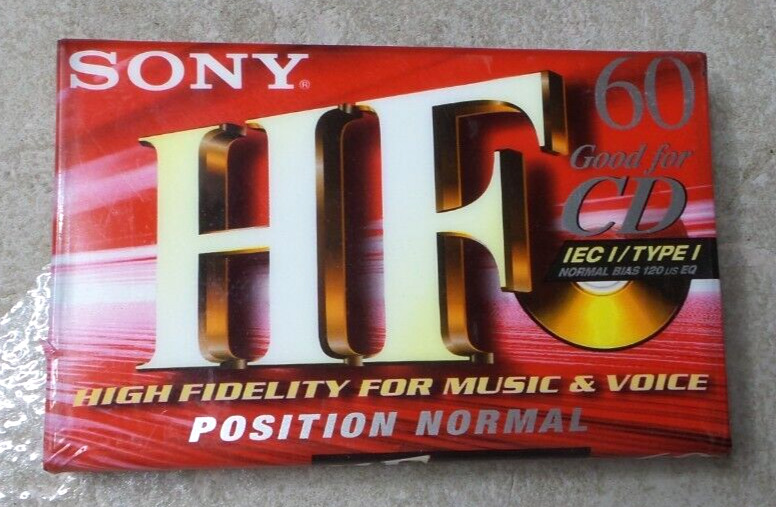 SONY®
60
HF
Good for
CD
IEC I/TYPE I
NORMAL BIAS 120 µs EQ
HIGH FIDELITY FOR MUSIC & VOICE
POSITION NORMAL